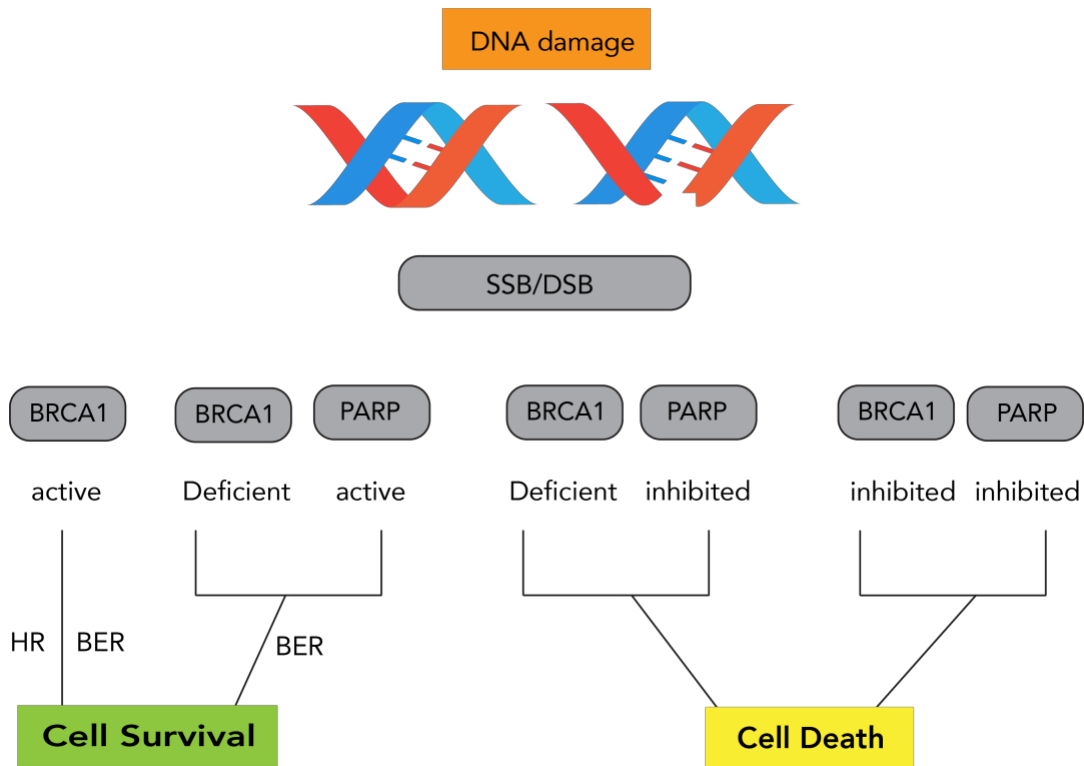 DNA damage
SSB/DSB
BRCA1 BRCA1 PARP BRCA1 PARP BRCA1 PARP
active Deficient active Deficient inhibited inhibited inhibited
HR BER BER
Cell Survival Cell Death